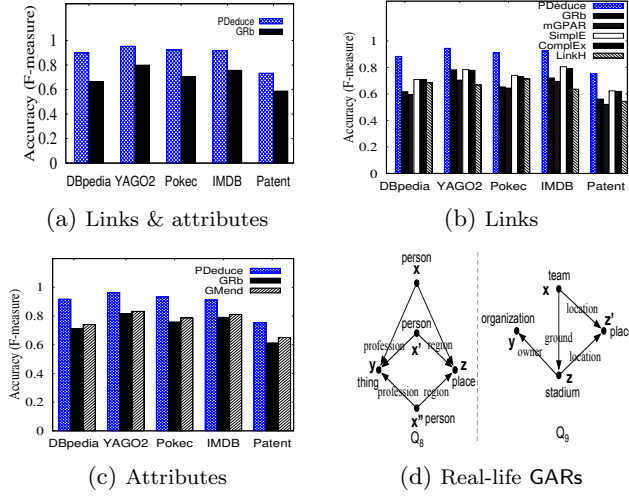 Accuracy (F-measure)
PDeduce
GRb
1
0.8
0.6
0.4
0.2
0
DBpedia YAGO2 Pokec IMDB Patent
(a) Links & attributes
Accuracy (F-measure)
PDeduce
GRb
mGPAR
SimplE
ComplEx
LinkH
1
0.8
0.6
0.4
0.2
0
DBpedia YAGO2 Pokec IMDB Patent
(b) Links
Accuracy (F-measure)
PDeduce
GRb
GMend
1
0.8
0.6
0.4
0.2
0
DBpedia YAGO2 Pokec IMDB Patent
(c) Attributes
person
x
person
x'
profession region
y z
thing place
profession region
x'' person
Q8
team
x
location
organization z'
place
y ground
owner location
z
stadium
Q9
(d) Real-life GARs